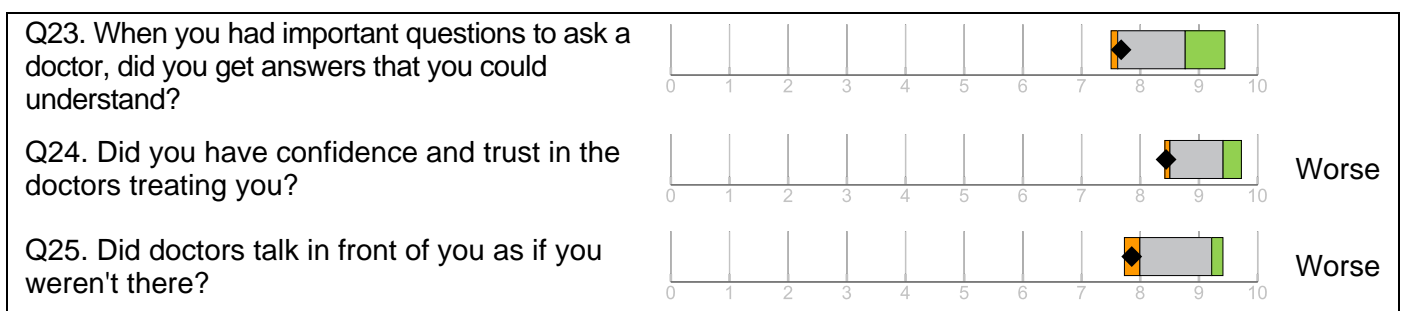 Q23. When you had important questions to ask a
doctor, did you get answers that you could
understand?
0 1 2 3 4 5 6 7 8 9 10
Q24. Did you have confidence and trust in the
doctors treating you?
Worse
0 1 2 3 4 5 6 7 8 9 10
Q25. Did doctors talk in front of you as if you
weren't there?
Worse
0 1 2 3 4 5 6 7 8 9 10